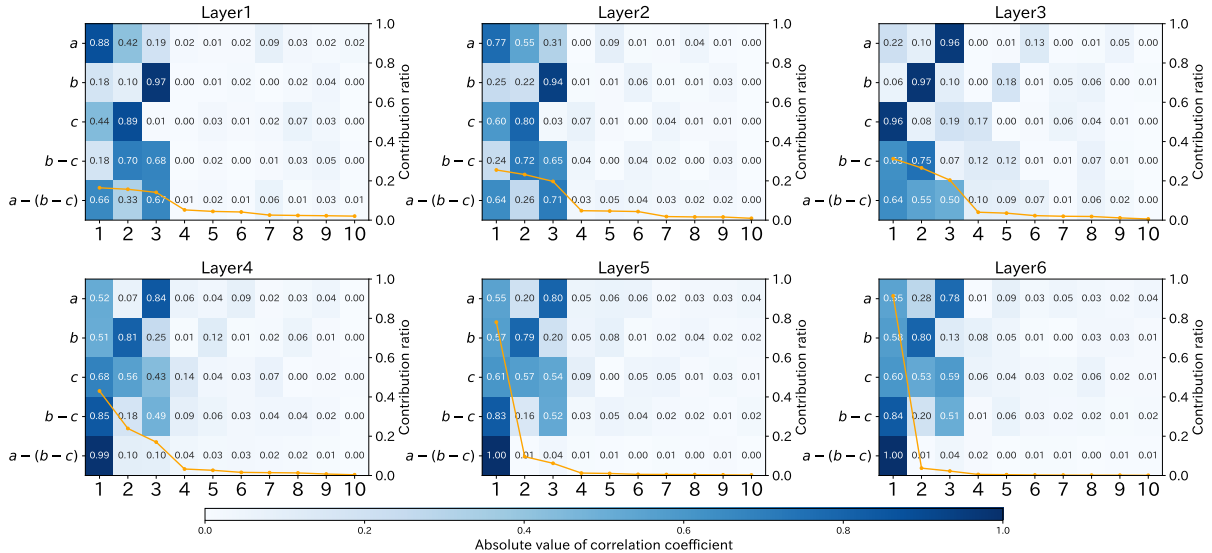 Layer1
a 0.88 0.42 0.19 0.02 0.01 0.02 0.09 0.03 0.02 0.02
b 0.18 0.10 0.97 0.00 0.01 0.02 0.00 0.02 0.04 0.00
c 0.44 0.89 0.01 0.00 0.03 0.01 0.02 0.07 0.03 0.00
b − c 0.18 0.70 0.68 0.00 0.02 0.00 0.01 0.03 0.05 0.00
a − (b − c) 0.66 0.33 0.67 0.01 0.02 0.01 0.06 0.01 0.03 0.01
1 2 3 4 5 6 7 8 9 10
1.0
0.8
0.6
0.4
0.2
0.0
Contribution ratio
Layer2
a 0.77 0.55 0.31 0.00 0.09 0.01 0.01 0.04 0.01 0.00
b 0.25 0.22 0.94 0.01 0.01 0.06 0.01 0.01 0.03 0.00
c 0.60 0.80 0.03 0.07 0.01 0.00 0.04 0.01 0.01 0.00
b − c 0.24 0.72 0.65 0.04 0.00 0.04 0.02 0.00 0.03 0.00
a − (b − c) 0.64 0.26 0.71 0.03 0.05 0.04 0.00 0.02 0.03 0.00
1 2 3 4 5 6 7 8 9 10
1.0
0.8
0.6
0.4
0.2
0.0
Contribution ratio
Layer3
a 0.22 0.10 0.96 0.00 0.00 0.13 0.00 0.01 0.05 0.00
b 0.06 0.97 0.10 0.00 0.18 0.01 0.05 0.06 0.00 0.01
c 0.96 0.08 0.19 0.17 0.00 0.01 0.06 0.04 0.01 0.00
b − c 0.63 0.75 0.07 0.12 0.12 0.00 0.01 0.07 0.01 0.00
a − (b − c) 0.64 0.55 0.50 0.10 0.09 0.07 0.01 0.06 0.02 0.00
1 2 3 4 5 6 7 8 9 10
1.0
0.8
0.6
0.4
0.2
0.0
Contribution ratio
Layer4
a 0.52 0.07 0.84 0.06 0.04 0.09 0.02 0.03 0.04 0.00
b 0.51 0.81 0.25 0.01 0.12 0.01 0.02 0.06 0.01 0.00
c 0.68 0.56 0.43 0.14 0.04 0.03 0.07 0.00 0.02 0.00
b − c 0.85 0.18 0.49 0.09 0.06 0.03 0.04 0.04 0.01 0.00
a − (b − c) 0.99 0.10 0.10 0.04 0.03 0.03 0.02 0.04 0.01 0.00
1 2 3 4 5 6 7 8 9 10
1.0
0.8
0.6
0.4
0.2
0.0
Contribution ratio
Layer5
a 0.55 0.20 0.80 0.05 0.06 0.06 0.02 0.03 0.03 0.04
b 0.57 0.79 0.20 0.05 0.08 0.01 0.00 0.02 0.04 0.01
c 0.61 0.57 0.54 0.09 0.00 0.05 0.02 0.04 0.01 0.01
b − c 0.83 0.16 0.52 0.03 0.05 0.04 0.02 0.02 0.01 0.02
a − (b − c) 1.00 0.01 0.04 0.01 0.02 0.01 0.00 0.00 0.01 0.00
1 2 3 4 5 6 7 8 9 10
1.0
0.8
0.6
0.4
0.2
0.0
Contribution ratio
Layer6
a 0.55 0.28 0.78 0.01 0.09 0.05 0.03 0.03 0.02 0.04
b 0.58 0.80 0.13 0.08 0.05 0.01 0.00 0.04 0.02 0.01
c 0.60 0.53 0.59 0.02 0.03 0.04 0.02 0.06 0.02 0.01
b − c 0.84 0.20 0.51 0.06 0.06 0.04 0.02 0.01 0.00 0.02
a − (b − c) 1.00 0.01 0.04 0.02 0.00 0.01 0.00 0.02 0.01 0.00
1 2 3 4 5 6 7 8 9 10
1.0
0.8
0.6
0.4
0.2
0.0
Contribution ratio
0.0 0.2 0.4 0.6 0.8 1.0
Absolute value of correlation coefficient